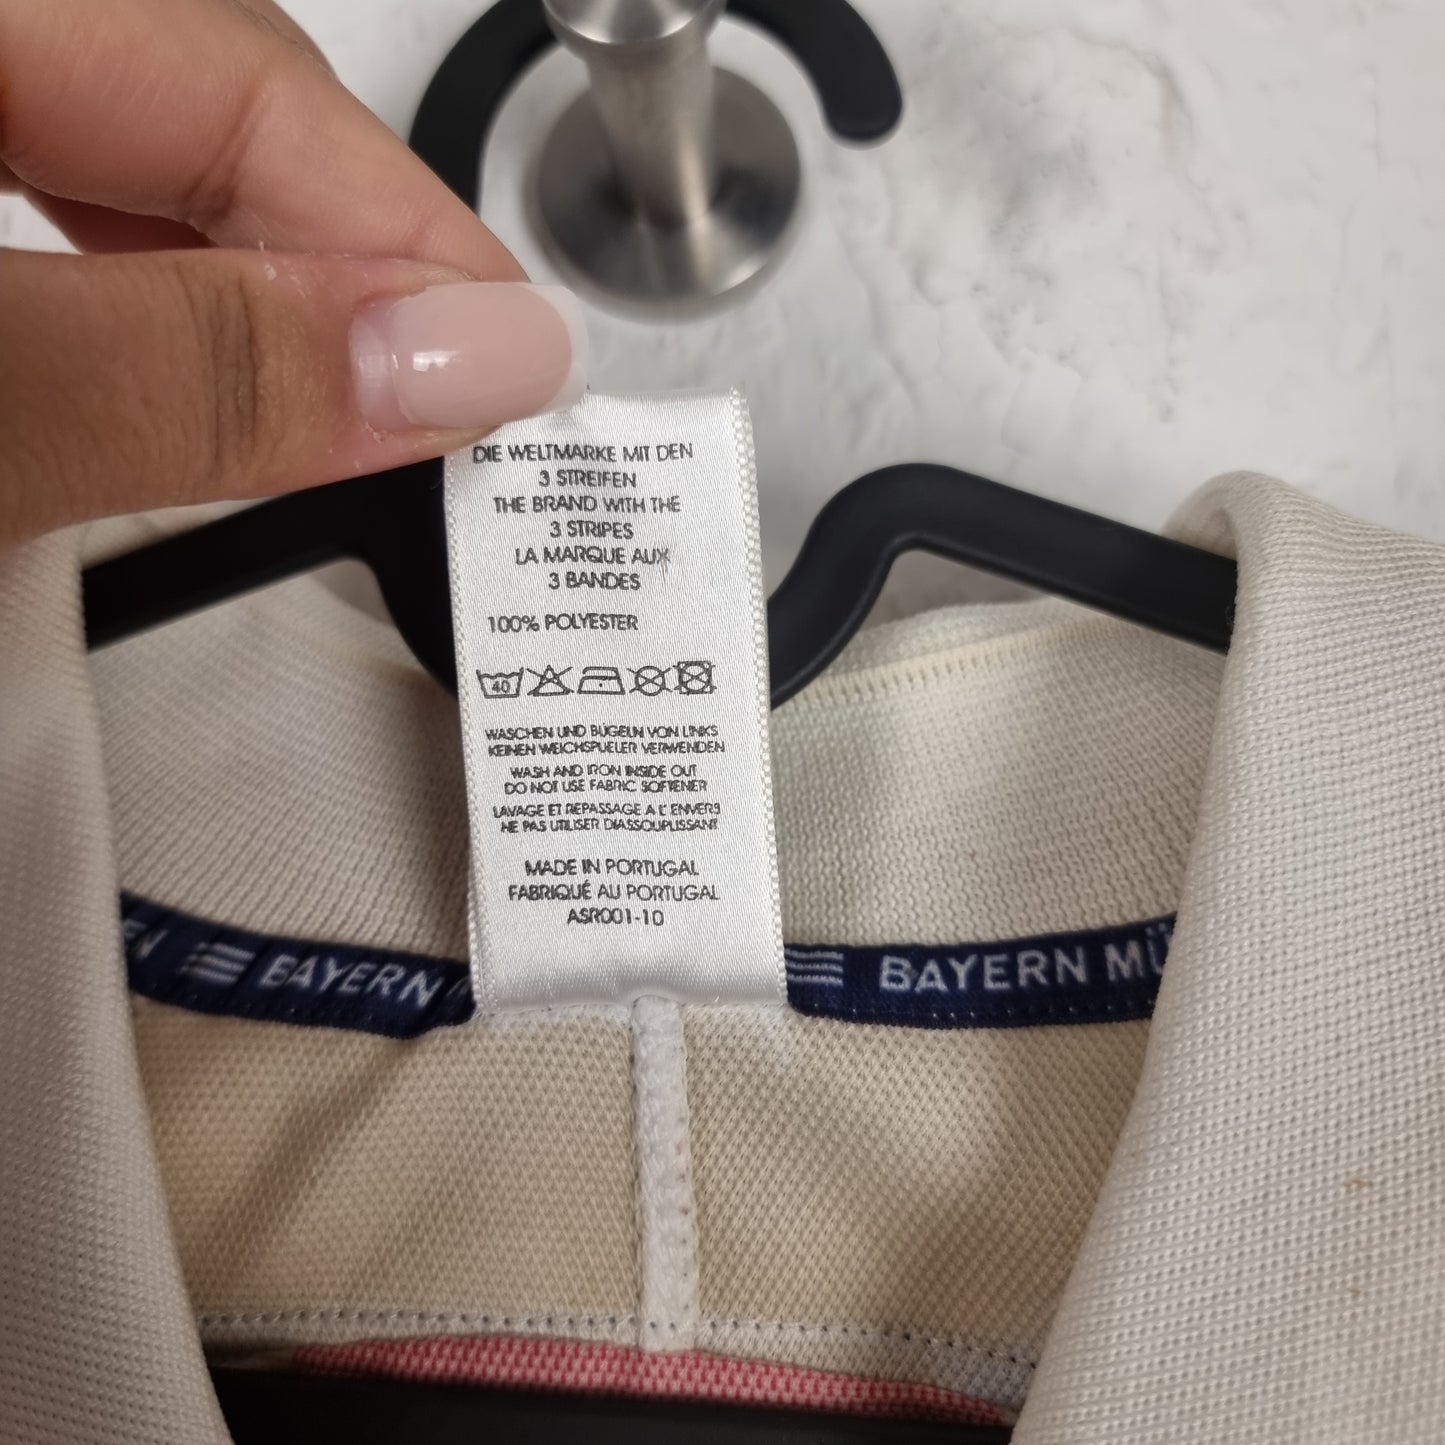 DIE WELTMARKE MIT DEN
3 STREIFEN
THE BRAND WITH THE
3 STRIPES
LA MARQUE AUX
3 BANDES
100% POLYESTER
40
WASCHEN UND BÜGELN VON LINKS
KEINEN WEICHSPUELER VERWENDEN
WASH AND IRON INSIDE OUT
DO NOT USE FABRIC SOFTENER
LAVAGE ET REPASSAGE A L' ENVERS
NE PAS UTILISER D'ASSOUPLISSANT
MADE IN PORTUGAL
FABRIQUÉ AU PORTUGAL
ASR001-10
EN BAYERN M
BAYERN MÜ